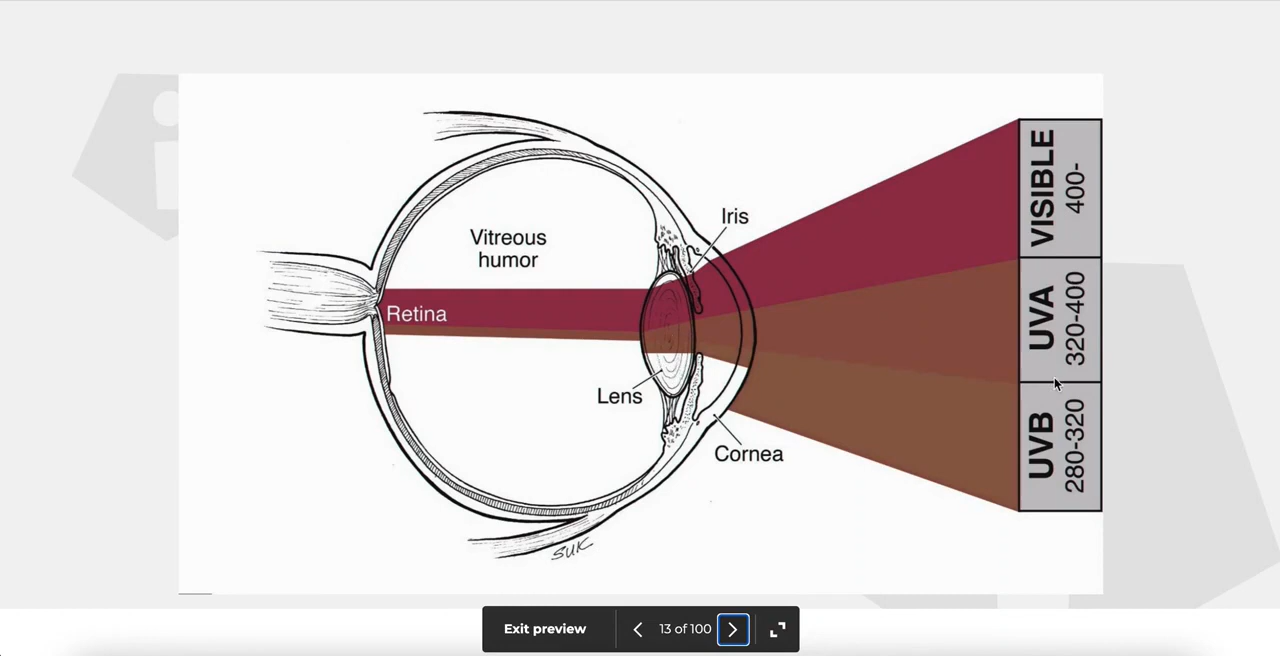 Vitreous
humor
Retina
Iris
Lens
Cornea
SUK
VISIBLE
400-
UVA
320-400
UVB
280-320
Exit preview
13 of 100